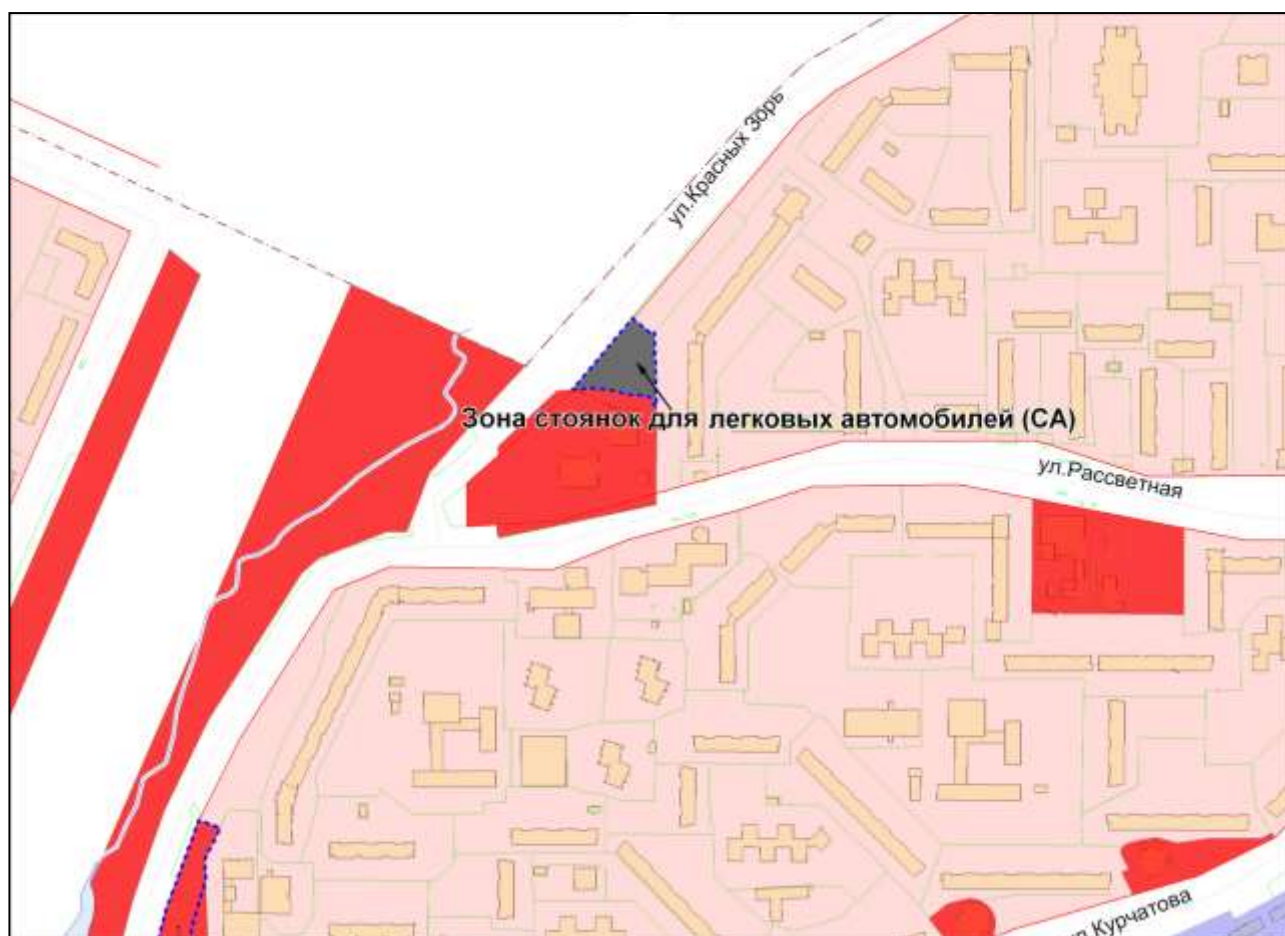 ул.Красных Зорь
Зона стоянок для легковых автомобилей (СА)
ул.Рассветная
ул Курчатова